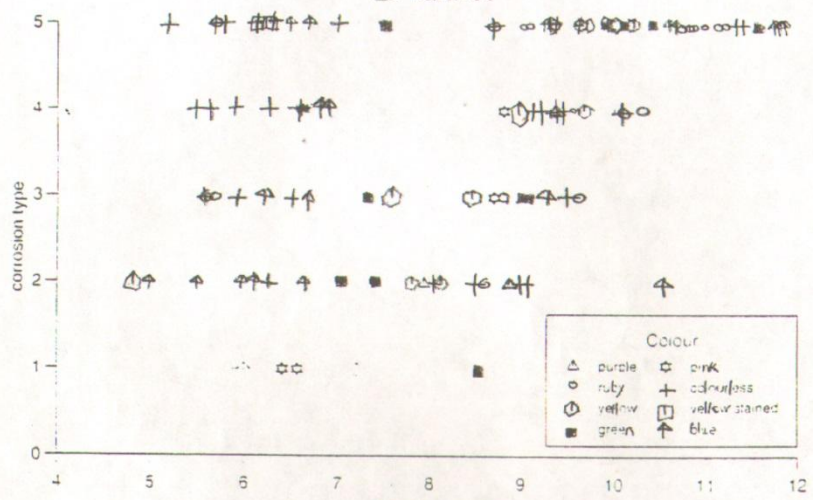 5
4
3
2
1
0
corrosion type
4 5 6 7 8 9 10 11 12
Colour
purple pink
ruby colourless
yellow yellow stained
green blue